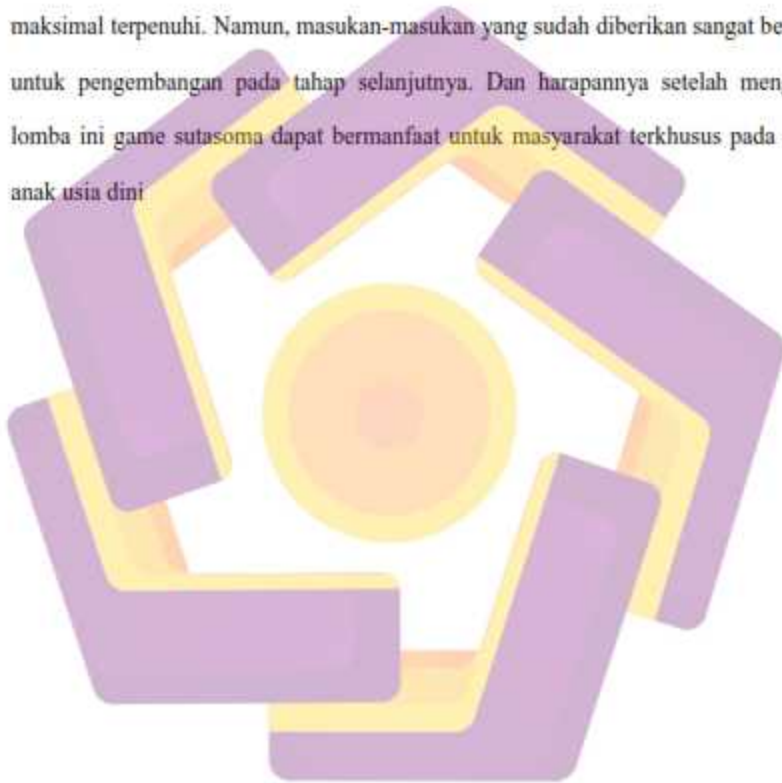 maksimal terpenuhi. Namun, masukan-masukan yang sudah diberikan sangat be
untuk pengembangan pada tahap selanjutnya. Dan harapannya setelah men
lomba ini game sutasoma dapat bermanfaat untuk masyarakat terkhusus pada
anak usia dini